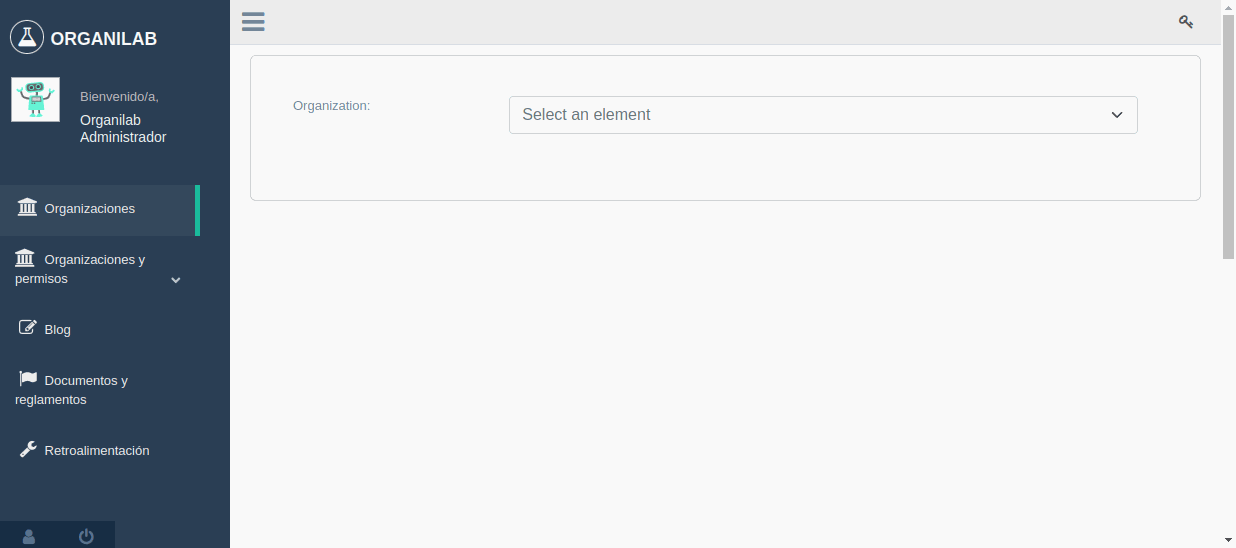 ORGANILAB
Bienvenido/a,
Organilab
Administrador
Organizaciones
Organizaciones y
permisos
Blog
Documentos y
reglamentos
Retroalimentación
Organization:
Select an element